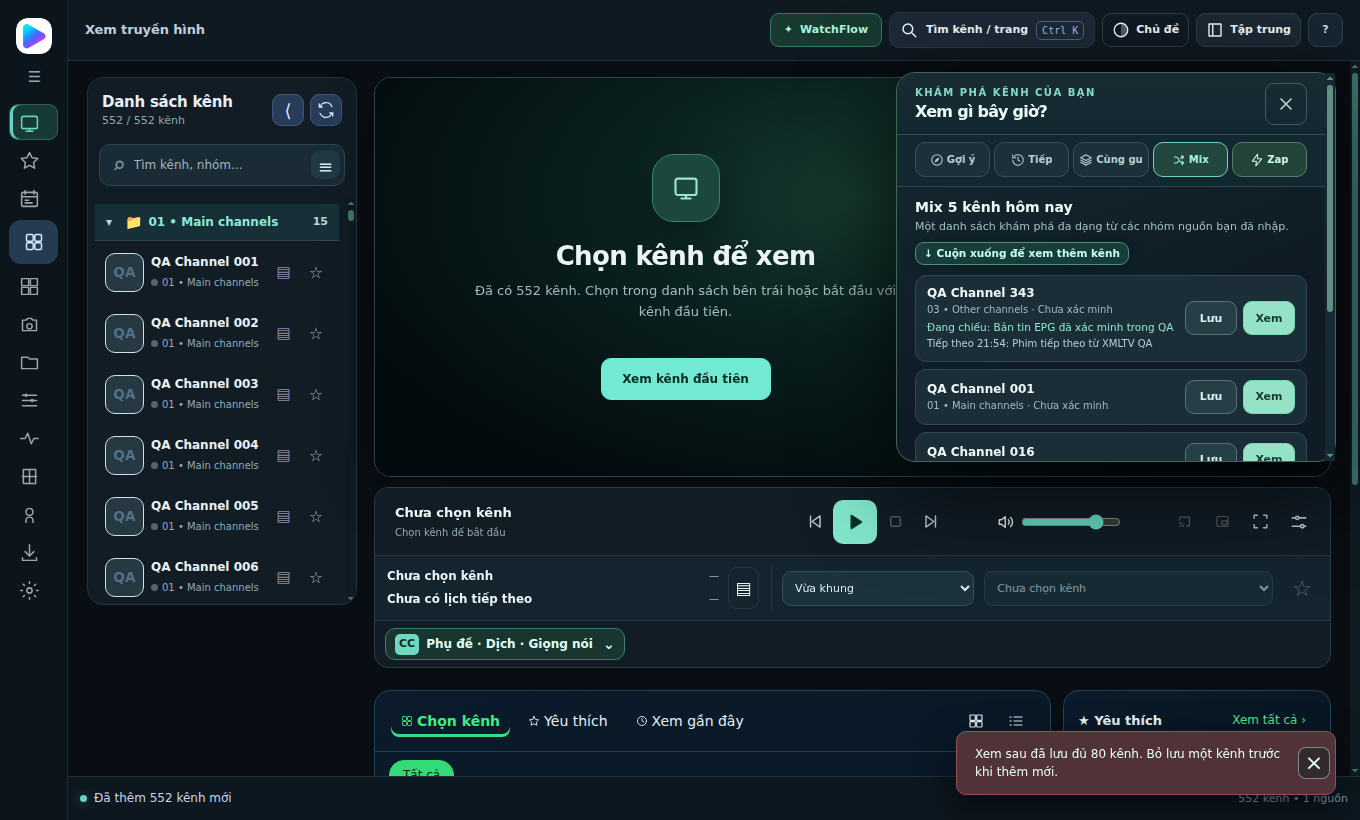 Xem truyền hình
✦ WatchFlow
Tìm kênh / trang Ctrl K
Chủ đề
Tập trung
?
Danh sách kênh
552 / 552 kênh
Tìm kênh, nhóm...
01 • Main channels 15
QA QA Channel 001
01 • Main channels
QA QA Channel 002
01 • Main channels
QA QA Channel 003
01 • Main channels
QA QA Channel 004
01 • Main channels
QA QA Channel 005
01 • Main channels
QA QA Channel 006
01 • Main channels
Chọn kênh để xem
Đã có 552 kênh. Chọn trong danh sách bên trái hoặc bắt đầu với
kênh đầu tiên.
Xem kênh đầu tiên
KHÁM PHÁ KÊNH CỦA BẠN
Xem gì bây giờ?
Gợi ý
Tiếp
Cùng gu
Mix
Zap
Mix 5 kênh hôm nay
Một danh sách khám phá đa dạng từ các nhóm nguồn bạn đã nhập.
↓ Cuộn xuống để xem thêm kênh
QA Channel 343
03 • Other channels · Chưa xác minh
Đang chiếu: Bản tin EPG đã xác minh trong QA
Tiếp theo 21:54: Phim tiếp theo từ XMLTV QA
Lưu
Xem
QA Channel 001
01 • Main channels · Chưa xác minh
Lưu
Xem
QA Channel 016
Lưu
Xem
Chưa chọn kênh
Chọn kênh để bắt đầu
Chưa chọn kênh —
Chưa có lịch tiếp theo —
Vừa khung
Chưa chọn kênh
CC Phụ đề · Dịch · Giọng nói
Chọn kênh
Yêu thích
Xem gần đây
Tất cả
★ Yêu thích
Xem tất cả ›
Xem sau đã lưu đủ 80 kênh. Bỏ lưu một kênh trước
khi thêm mới.
Đã thêm 552 kênh mới
552 kênh • 1 nguồn